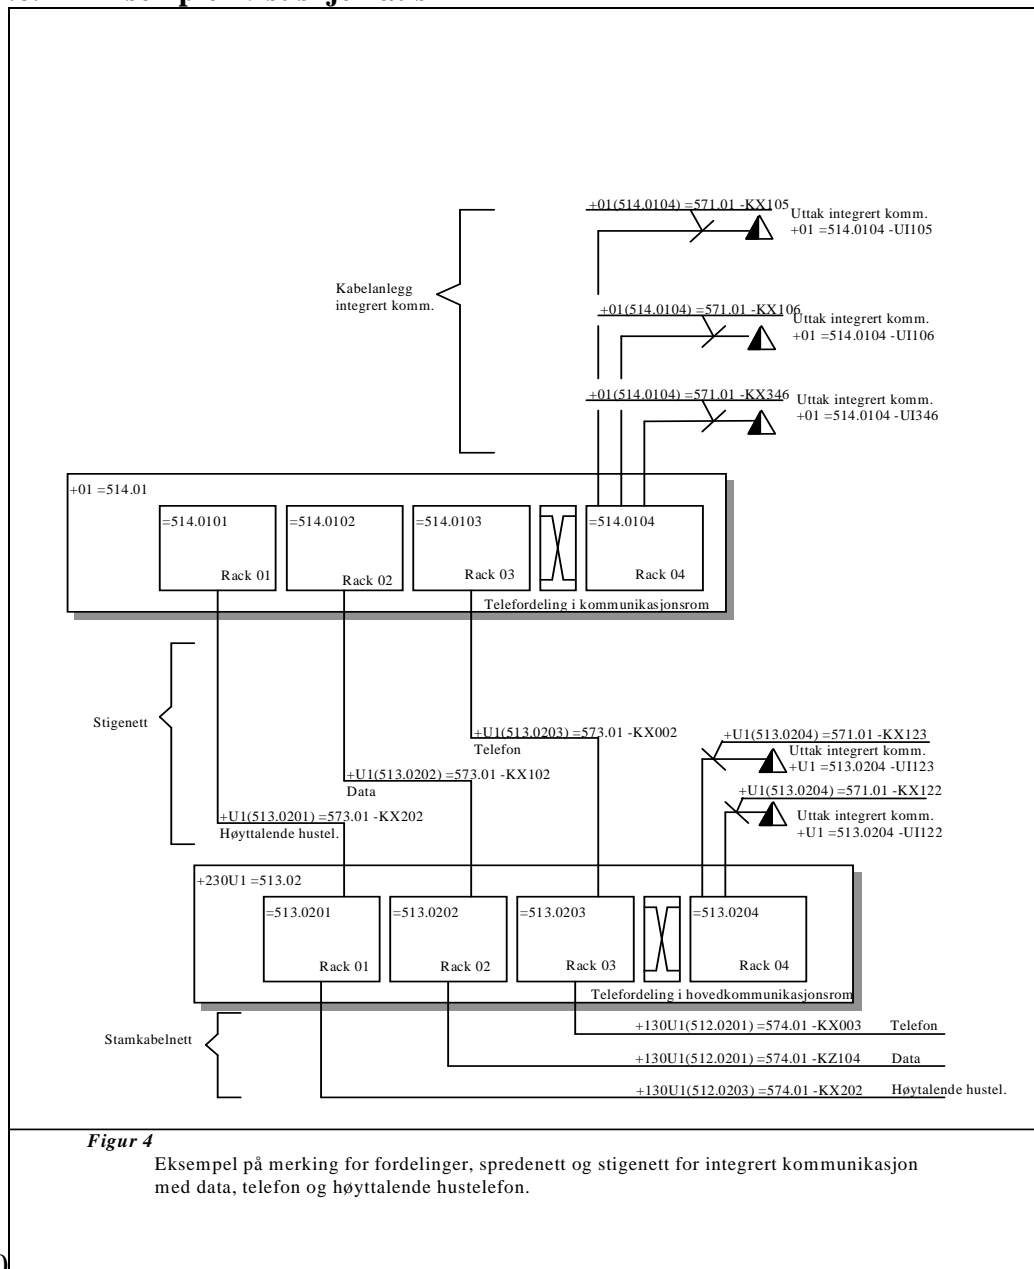 +01(514.0104) =571.01 -KX105
Uttak integrert komm.
+01 =514.0104 -UI105
Kabelanlegg
integrert komm.
+01(514.0104) =571.01 -KX106
Uttak integrert komm.
+01 =514.0104 -UI106
+01(514.0104) =571.01 -KX346
Uttak integrert komm.
+01 =514.0104 -UI346
+01 =514.01
=514.0101
Rack 01
=514.0102
Rack 02
=514.0103
Rack 03
=514.0104
Rack 04
Telefordeling i kommunikasjonsrom
Stigenett
+U1(513.0203) =573.01 -KX002
Telefon
+U1(513.0202) =573.01 -KX102
Data
+U1(513.0201) =573.01 -KX202
Høyttalende hustel.
+U1(513.0204) =571.01 -KX123
Uttak integrert komm.
+U1 =513.0204 -UI123
+U1(513.0204) =571.01 -KX122
Uttak integrert komm.
+U1 =513.0204 -UI122
+230U1 =513.02
=513.0201
Rack 01
=513.0202
Rack 02
=513.0203
Rack 03
=513.0204
Rack 04
Telefordeling i hovedkommunikasjonsrom
Stamkabelnett
+130U1(512.0201) =574.01 -KX003 Telefon
+130U1(512.0201) =574.01 -KZ104 Data
+130U1(512.0203) =574.01 -KX202 Høytalende hustel.
Figur 4
Eksempel på merking for fordelinger, spredenett og stigenett for integrert kommunikasjon
med data, telefon og høyttalende hustelefon.